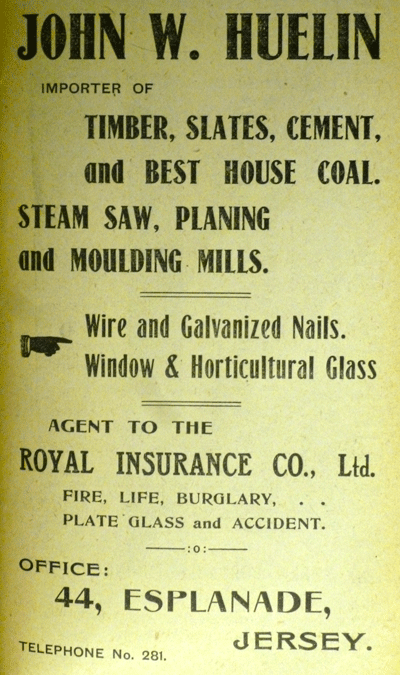 JOHN W. HUELIN
IMPORTER OF
TIMBER, SLATES, CEMENT,
and BEST HOUSE COAL.
STEAM SAW, PLANING
and MOULDING MILLS.
Wire and Galvanized Nails.
Window & Horticultural Glass
AGENT TO THE
ROYAL INSURANCE CO., Ltd.
FIRE, LIFE, BURGLARY, . .
PLATE GLASS and ACCIDENT.
—:o:—
OFFICE:
44, ESPLANADE,
JERSEY.
TELEPHONE No. 281.